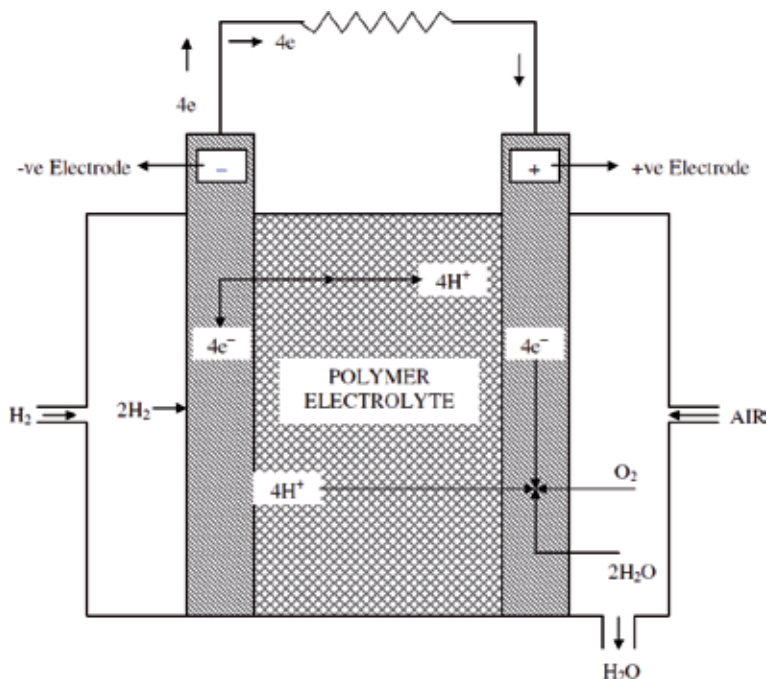 4e
4e
-ve Electrode
–
+
+ve Electrode
4H⁺
4e⁻
4e⁻
POLYMER
ELECTROLYTE
H₂
2H₂
AIR
4H⁺
O₂
2H₂O
H₂O